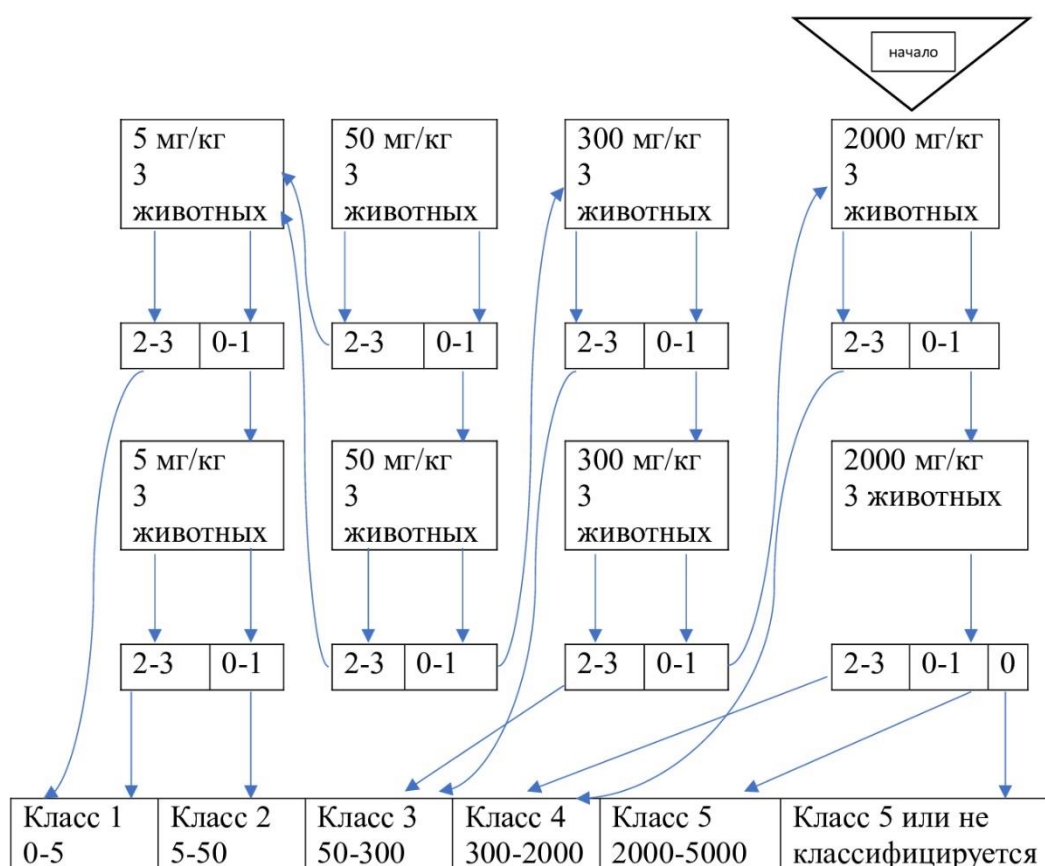 начало
5 мг/кг
3
животных
50 мг/кг
3
животных
300 мг/кг
3
животных
2000 мг/кг
3
животных
2-3 0-1
2-3 0-1
2-3 0-1
2-3 0-1
5 мг/кг
3
животных
50 мг/кг
3
животных
300 мг/кг
3
животных
2000 мг/кг
3 животных
2-3 0-1
2-3 0-1
2-3 0-1
2-3 0-1 0
Класс 1
0-5
Класс 2
5-50
Класс 3
50-300
Класс 4
300-2000
Класс 5
2000-5000
Класс 5 или не
классифицируется